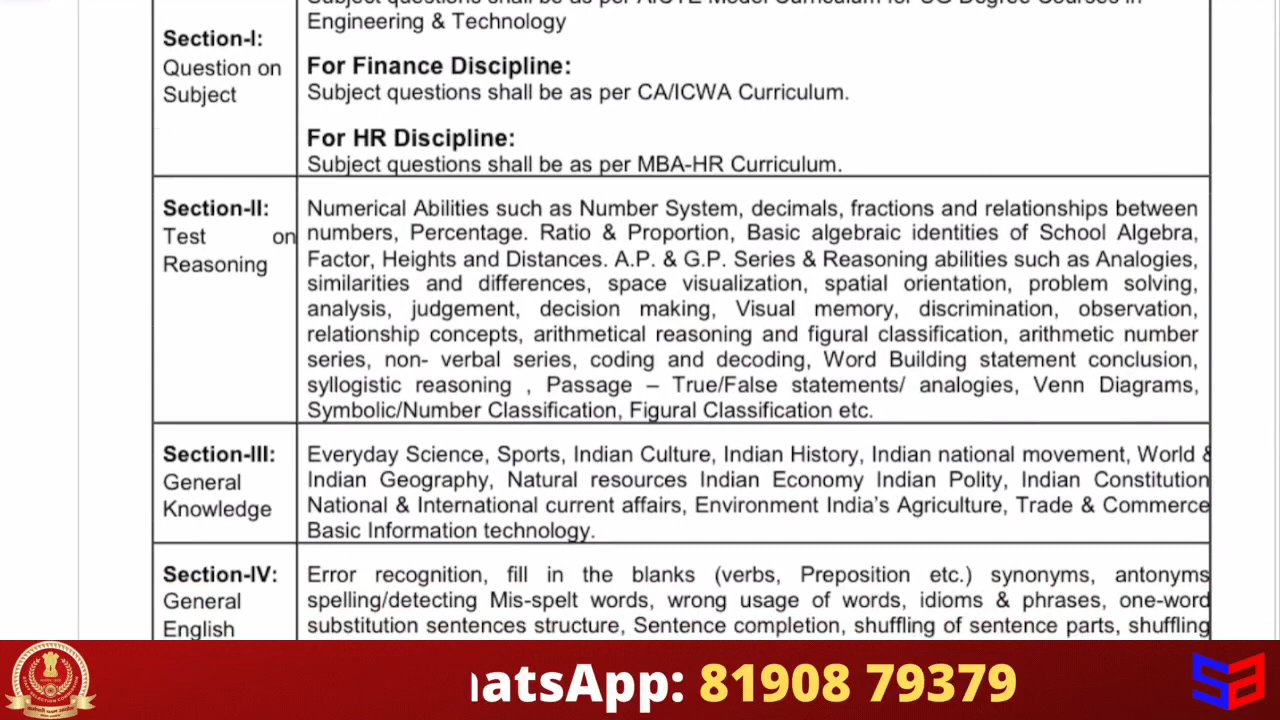 Engineering & Technology
Section-I:
Question on
Subject
For Finance Discipline:
Subject questions shall be as per CA/ICWA Curriculum.
For HR Discipline:
Subject questions shall be as per MBA-HR Curriculum.
Section-II:
Test on
Reasoning
Numerical Abilities such as Number System, decimals, fractions and relationships between
numbers, Percentage. Ratio & Proportion, Basic algebraic identities of School Algebra,
Factor, Heights and Distances. A.P. & G.P. Series & Reasoning abilities such as Analogies,
similarities and differences, space visualization, spatial orientation, problem solving,
analysis, judgement, decision making, Visual memory, discrimination, observation,
relationship concepts, arithmetical reasoning and figural classification, arithmetic number
series, non- verbal series, coding and decoding, Word Building statement conclusion,
syllogistic reasoning , Passage – True/False statements/ analogies, Venn Diagrams,
Symbolic/Number Classification, Figural Classification etc.
Section-III:
General
Knowledge
Everyday Science, Sports, Indian Culture, Indian History, Indian national movement, World &
Indian Geography, Natural resources Indian Economy Indian Polity, Indian Constitution
National & International current affairs, Environment India's Agriculture, Trade & Commerce
Basic Information technology.
Section-IV:
General
English
Error recognition, fill in the blanks (verbs, Preposition etc.) synonyms, antonyms
spelling/detecting Mis-spelt words, wrong usage of words, idioms & phrases, one-word
substitution sentences structure, Sentence completion, shuffling of sentence parts, shuffling
atsApp: 81908 79379